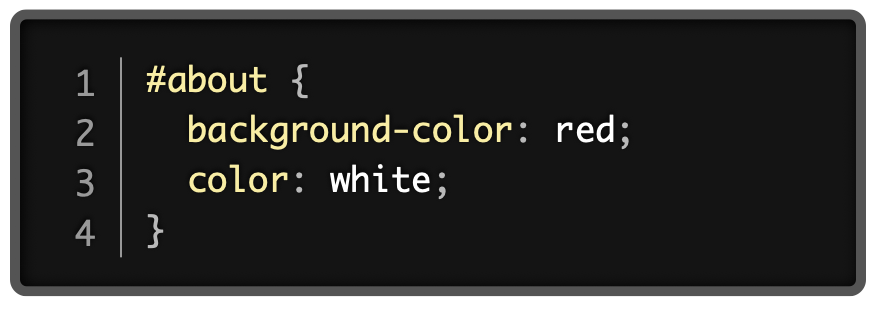 1 #about {
2   background-color: red;
3   color: white;
4 }